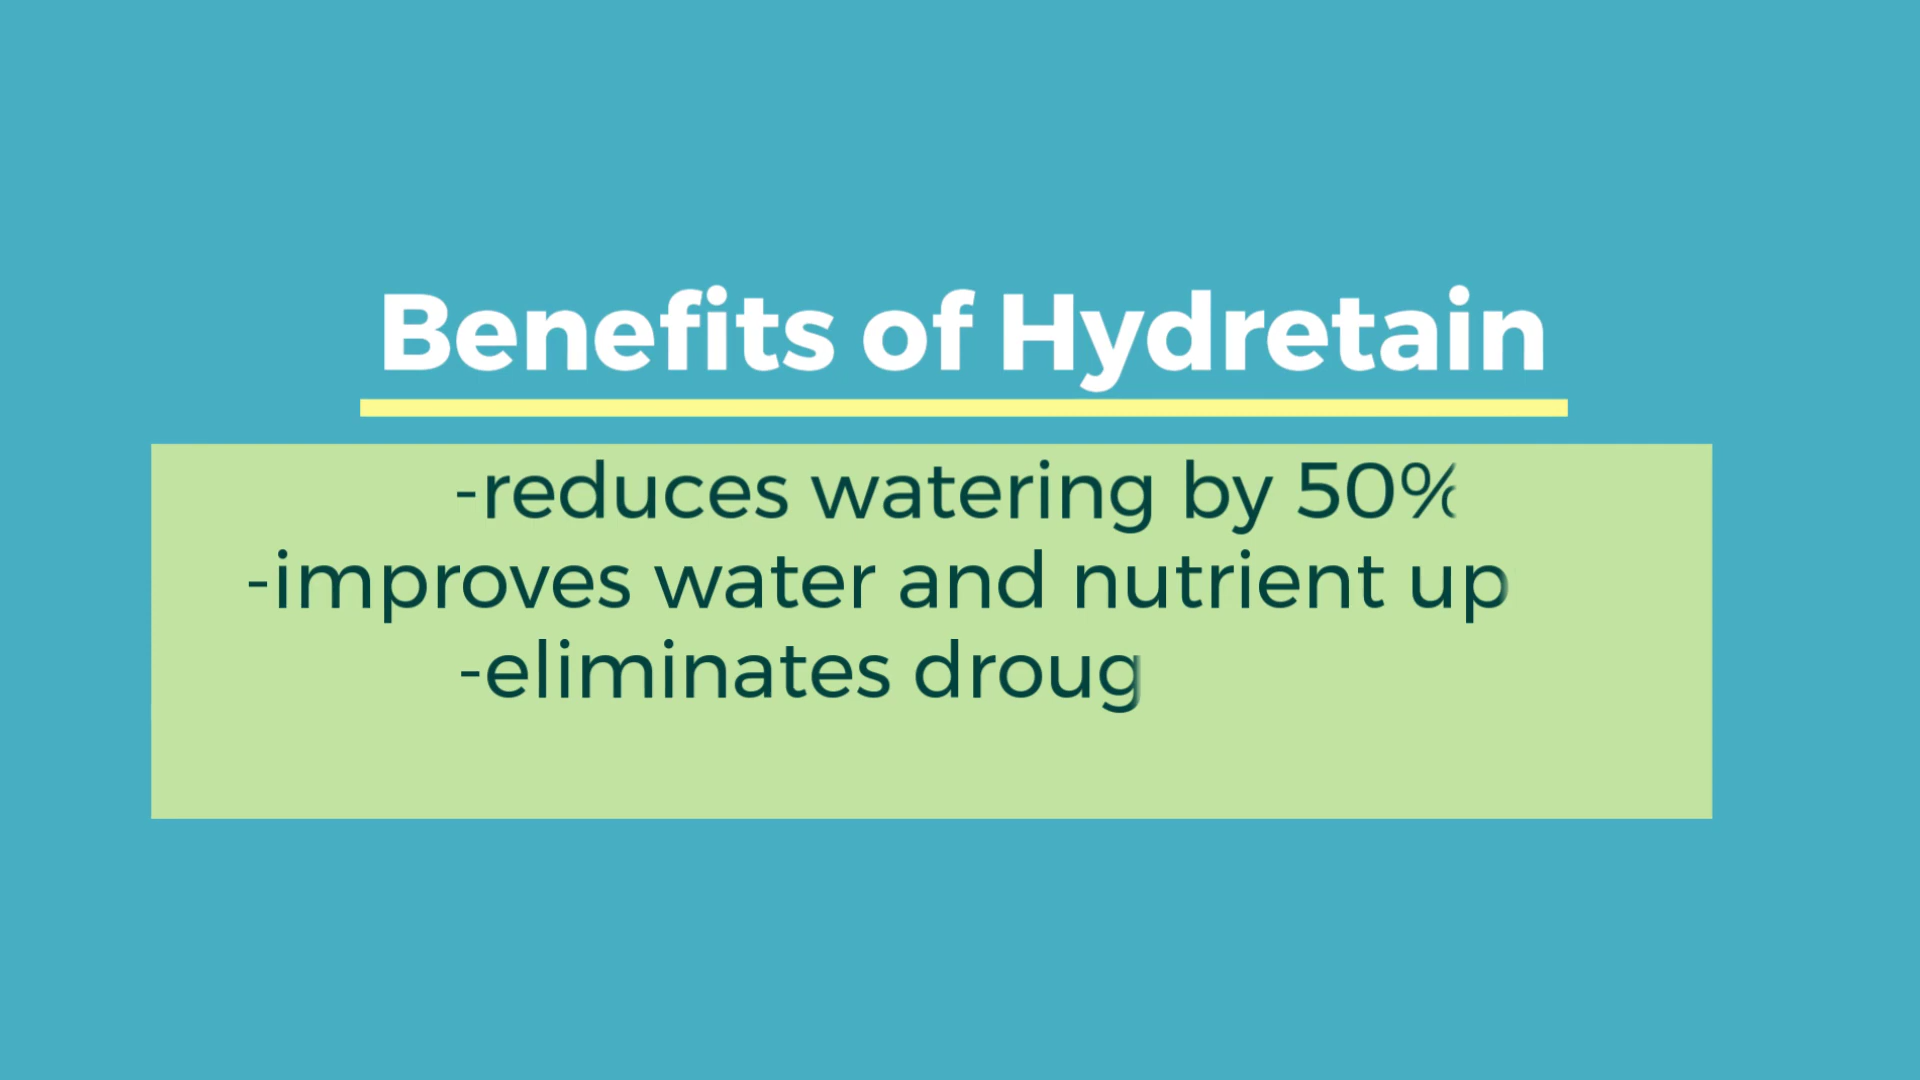 Benefits of Hydretain
-reduces watering by 50%
-improves water and nutrient up
-eliminates droug